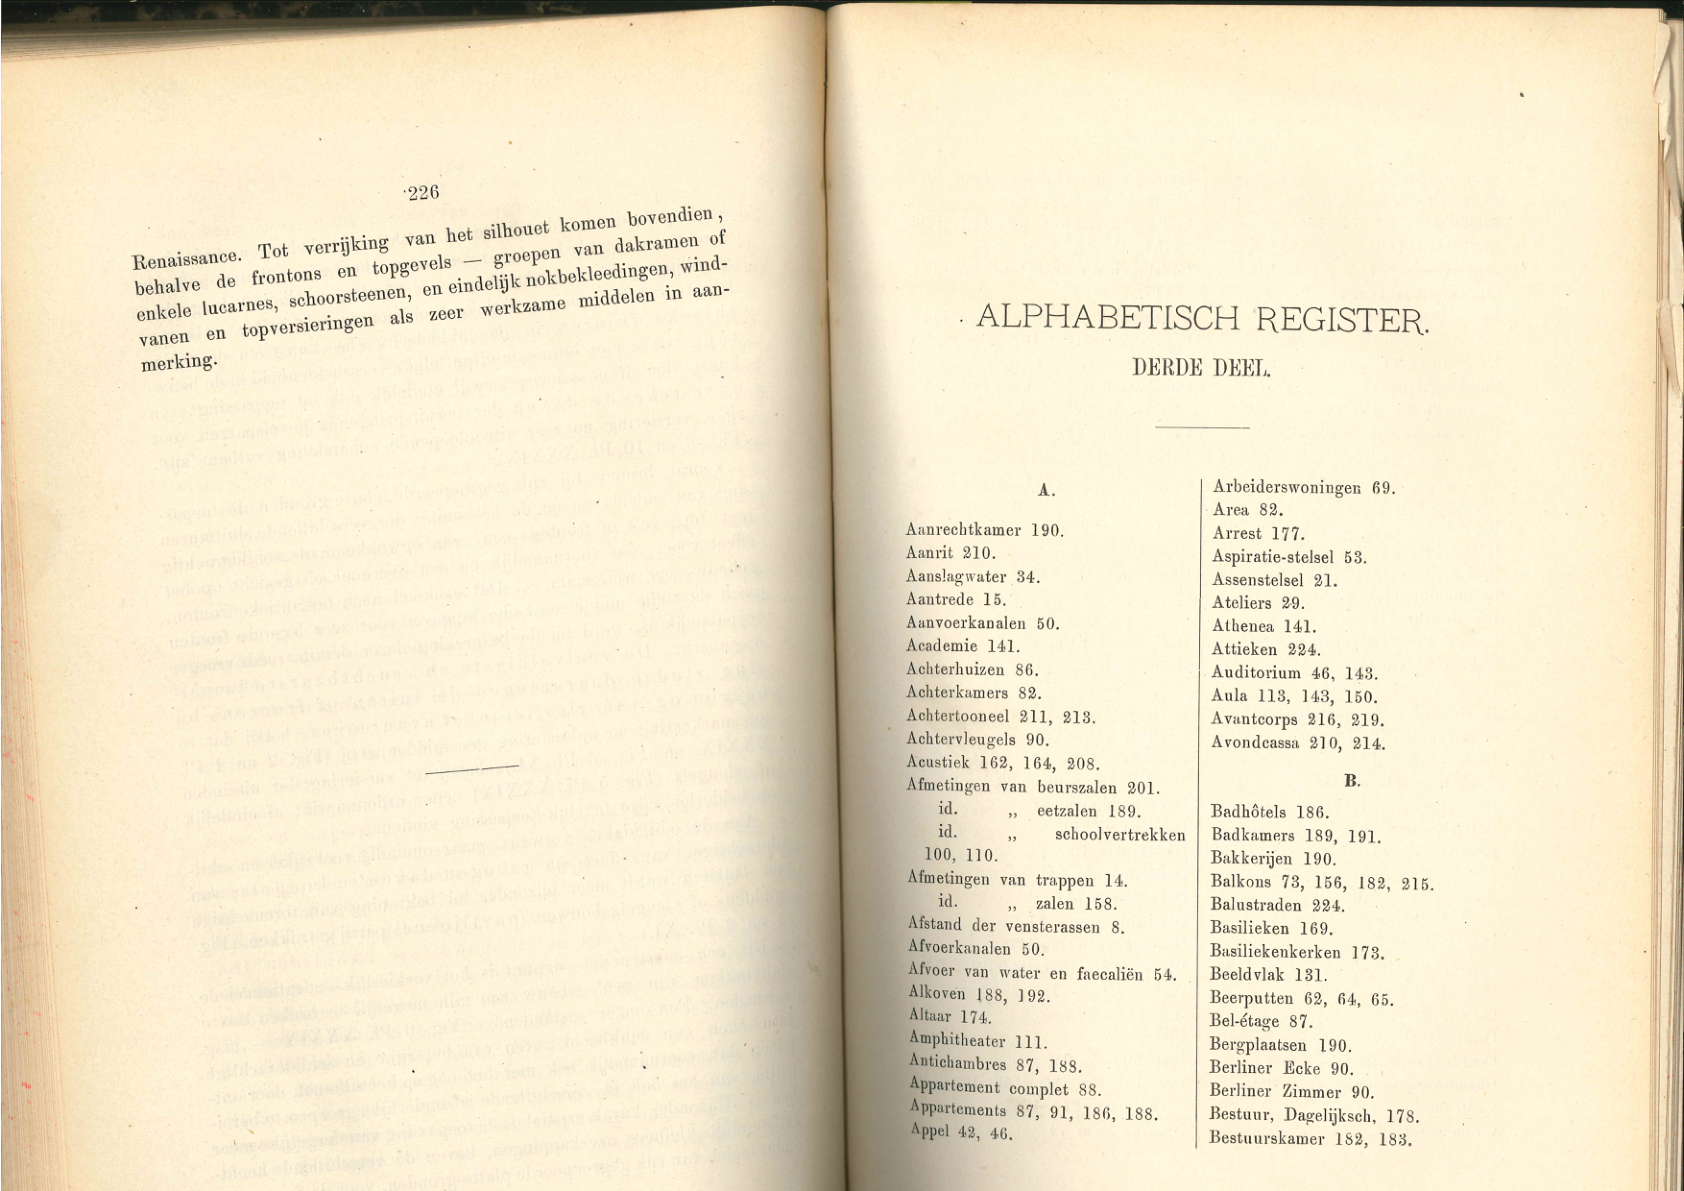 226
Renaissance. Tot verrijking van het silhouet komen bovendien,
behalve de frontons en topgevels — groepen van dakramen of
enkele lucarnes, schoorsteenen, en eindelijk nokbekleedingen, wind-
vanen en topversieringen als zeer werkzame middelen in aan-
merking.
ALPHABETISCH REGISTER.
DERDE DEEL.
A.
Aanrechtkamer 190.
Aanrit 210.
Aanslagwater 34.
Aantrede 15.
Aanvoerkanalen 50.
Academie 141.
Achterhuizen 86.
Achterkamers 82.
Achtertooneel 211, 213.
Achtervleugels 90.
Acustiek 162, 164, 208.
Afmetingen van beurszalen 201.
id. „ eetzalen 189.
id. „ schoolvertrekken
100, 110.
Afmetingen van trappen 14.
id. „ zalen 158.
Afstand der vensterassen 8.
Afvoerkanalen 50.
Afvoer van water en faecaliën 54.
Alkoven 188, 192.
Altaar 174.
Amphitheater 111.
Antichambres 87, 188.
Appartement complet 88.
Appartements 87, 91, 186, 188.
Appel 42, 46.
Arbeiderswoningen 69.
Area 82.
Arrest 177.
Aspiratie-stelsel 53.
Assenstelsel 21.
Ateliers 29.
Athenea 141.
Attieken 224.
Auditorium 46, 143.
Aula 113, 143, 150.
Avantcorps 216, 219.
Avondcassa 210, 214.
B.
Badhôtels 186.
Badkamers 189, 191.
Bakkerijen 190.
Balkons 73, 156, 182, 215.
Balustraden 224.
Basilieken 169.
Basiliekenkerken 173.
Beeldvlak 131.
Beerputten 62, 64, 65.
Bel-étage 87.
Bergplaatsen 190.
Berliner Ecke 90.
Berliner Zimmer 90.
Bestuur, Dagelijksch, 178.
Bestuurskamer 182, 183.